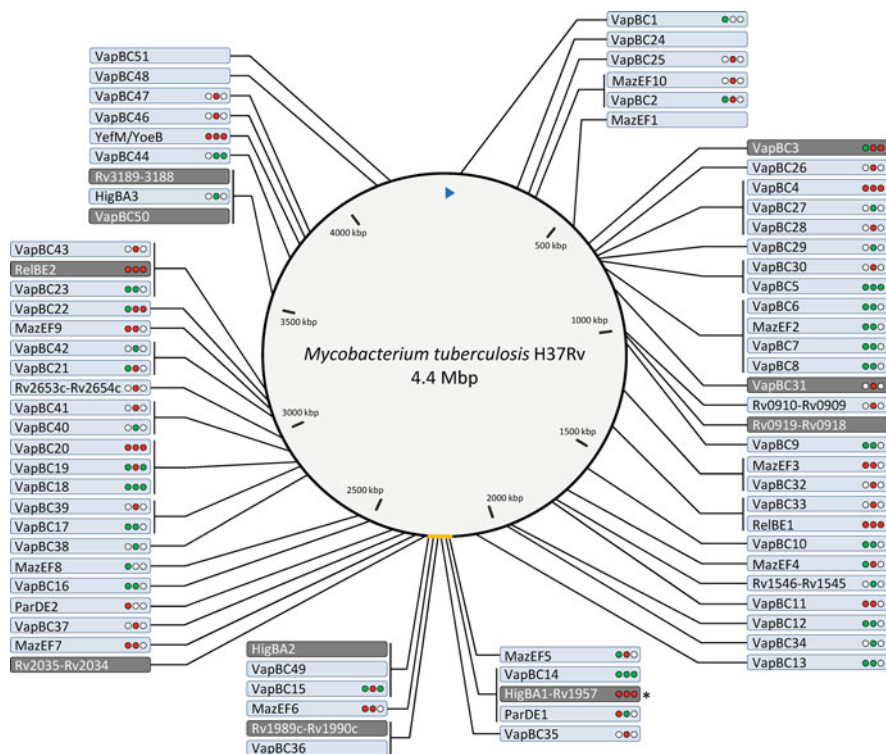 VapBC51
VapBC48
VapBC47
VapBC46
YefM/YoeB
VapBC44
Rv3189-3188
HigBA3
VapBC50
VapBC43
RelBE2
VapBC23
VapBC22
MazEF9
VapBC42
VapBC21
Rv2653c-Rv2654c
VapBC41
VapBC40
VapBC20
VapBC19
VapBC18
VapBC39
VapBC17
VapBC38
MazEF8
VapBC16
ParDE2
VapBC37
MazEF7
Rv2035-Rv2034
VapBC1
VapBC24
VapBC25
MazEF10
VapBC2
MazEF1
VapBC3
VapBC26
VapBC4
VapBC27
VapBC28
VapBC29
VapBC30
VapBC5
VapBC6
MazEF2
VapBC7
VapBC8
VapBC31
Rv0910-Rv0909
Rv0919-Rv0918
VapBC9
MazEF3
VapBC32
VapBC33
RelBE1
VapBC10
MazEF4
Rv1546-Rv1545
VapBC11
VapBC12
VapBC34
VapBC13
4000 kbp
500 kbp
3500 kbp
1000 kbp
Mycobacterium tuberculosis H37Rv
4.4 Mbp
3000 kbp
1500 kbp
2500 kbp
2000 kbp
HigBA2
VapBC49
VapBC15
MazEF6
Rv1989c-Rv1990c
VapBC36
MazEF5
VapBC14
HigBA1-Rv1957 *
ParDE1
VapBC35